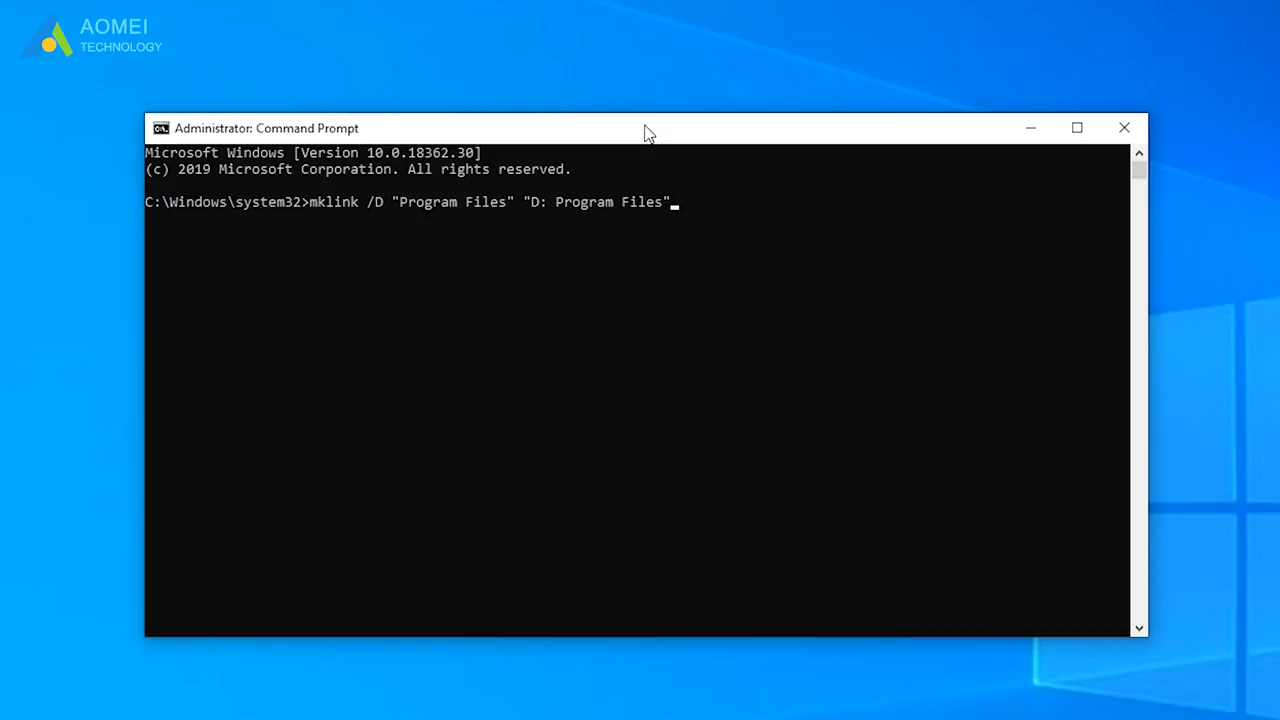 AOMEI
TECHNOLOGY
Administrator: Command Prompt
Microsoft Windows [Version 10.0.18362.30]
(c) 2019 Microsoft Corporation. All rights reserved.
C:\Windows\system32>mklink /D "Program Files" "D: Program Files"